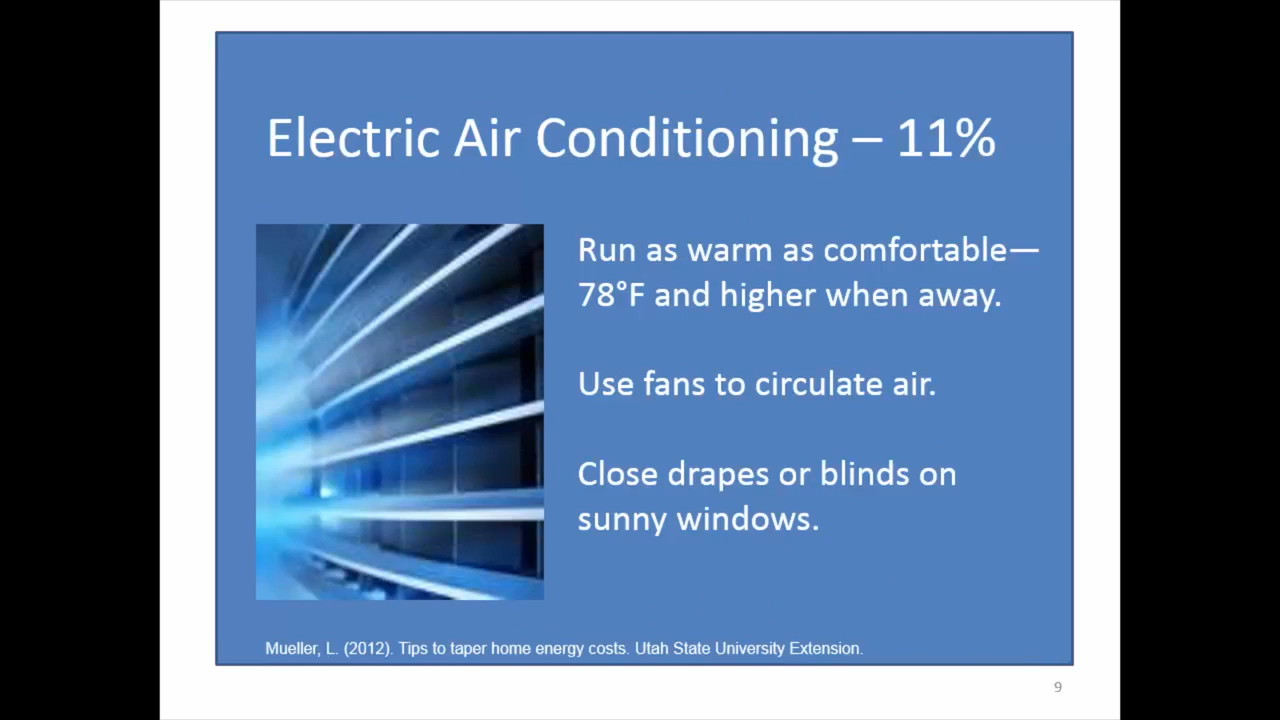 Electric Air Conditioning – 11%
Run as warm as comfortable—
78°F and higher when away.
Use fans to circulate air.
Close drapes or blinds on
sunny windows.
Mueller, L. (2012). Tips to taper home energy costs. Utah State University Extension.
9